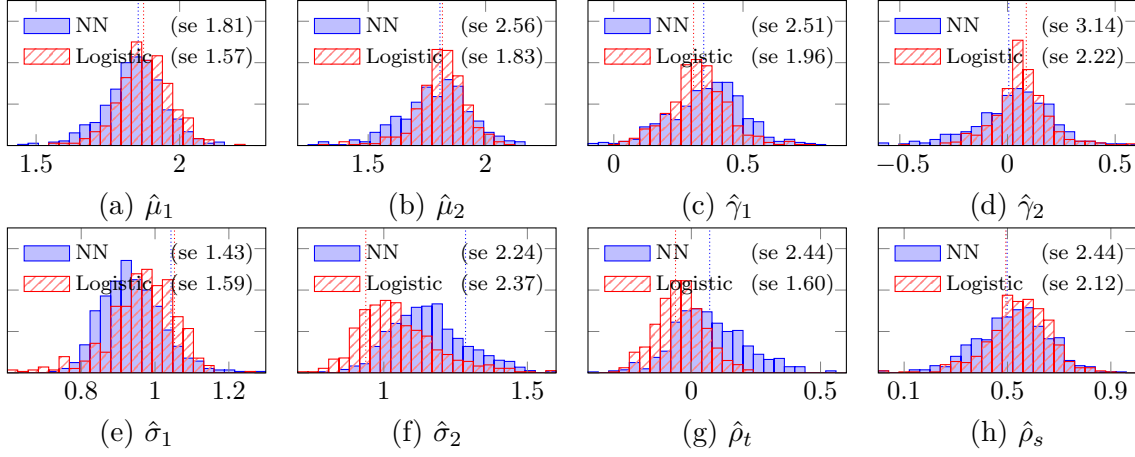 NN (se 1.81)
Logistic (se 1.57)
1.5 2
(a) μ̂₁
NN (se 2.56)
Logistic (se 1.83)
1.5 2
(b) μ̂₂
NN (se 2.51)
Logistic (se 1.96)
0 0.5
(c) γ̂₁
NN (se 3.14)
Logistic (se 2.22)
−0.5 0 0.5
(d) γ̂₂
NN (se 1.43)
Logistic (se 1.59)
0.8 1 1.2
(e) σ̂₁
NN (se 2.24)
Logistic (se 2.37)
1 1.5
(f) σ̂₂
NN (se 2.44)
Logistic (se 1.60)
0 0.5
(g) ρ̂ₜ
NN (se 2.44)
Logistic (se 2.12)
0.1 0.5 0.9
(h) ρ̂ₛ